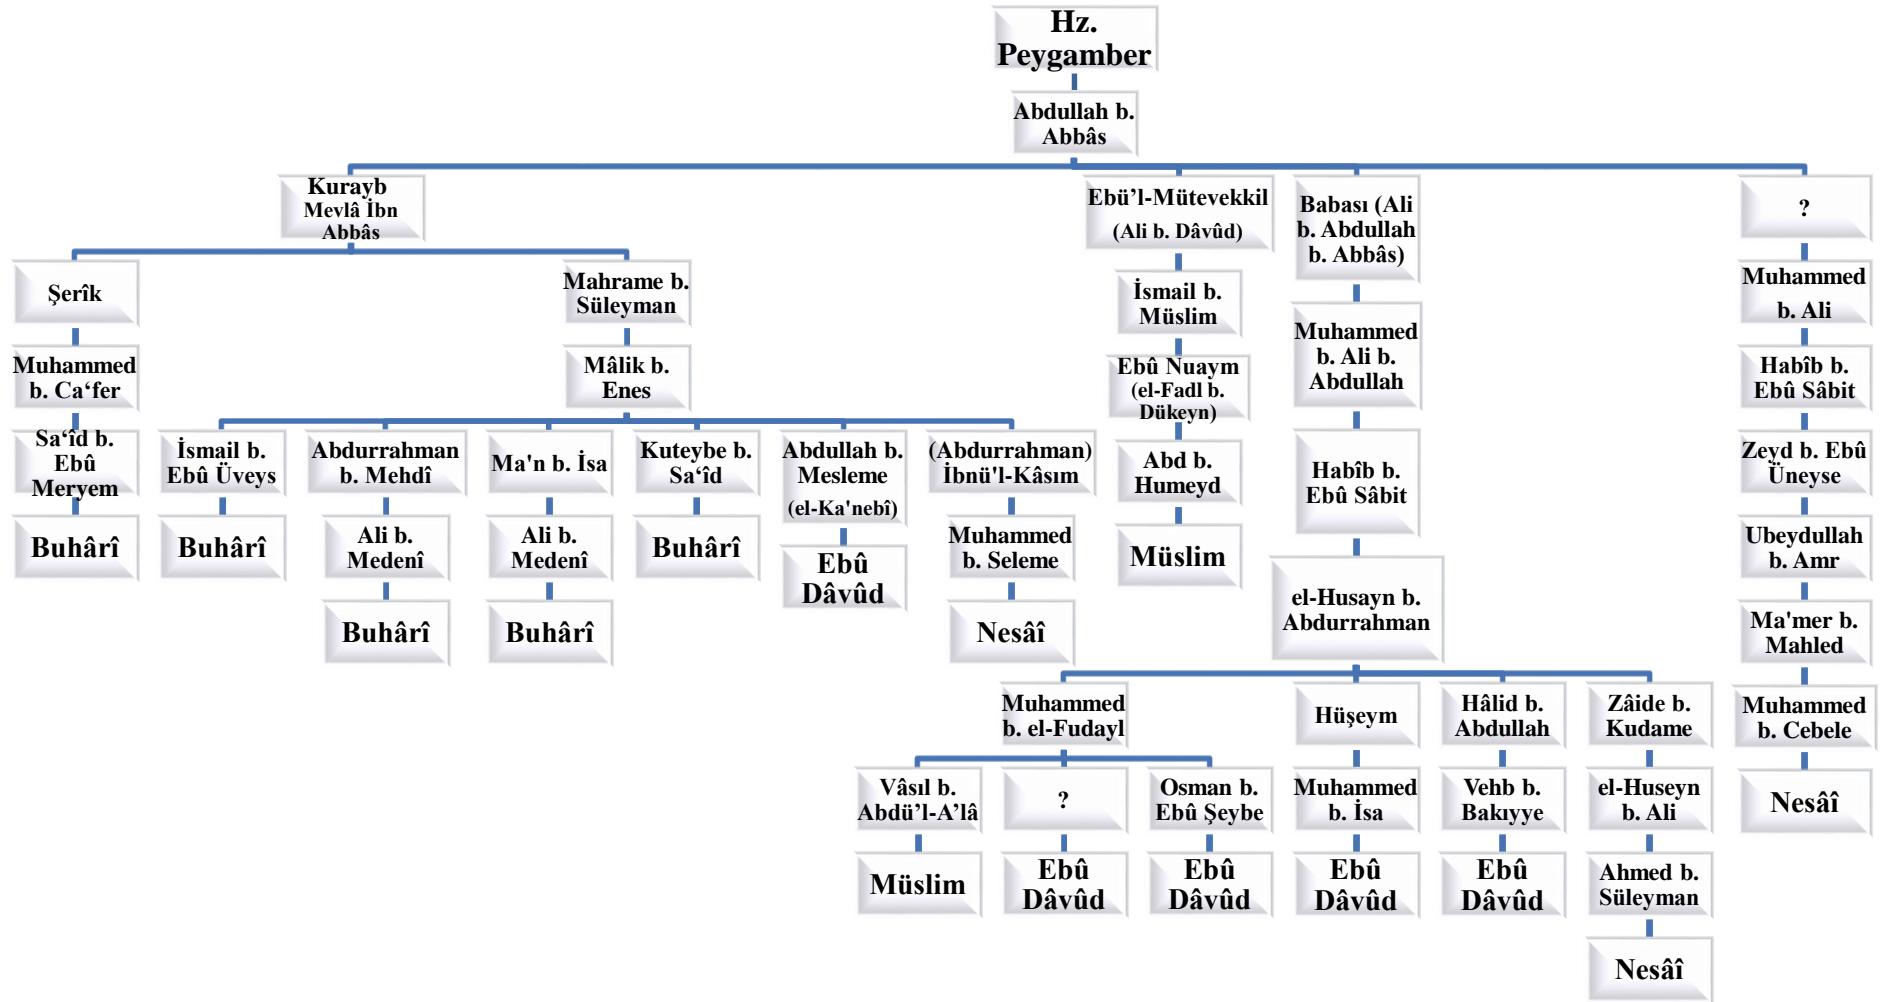 Hz.
Peygamber
Abdullah b.
Abbâs
Kurayb
Mevlâ İbn
Abbâs
Ebü’l-Mütevekkil
(Ali b. Dâvûd)
Babası (Ali
b. Abdullah
b. Abbâs)
?
Şerîk
Mahrame b.
Süleyman
İsmail b.
Müslim
Muhammed
b. Ali b.
Abdullah
Muhammed
b. Ali
Muhammed
b. Ca‘fer
Mâlik b.
Enes
Ebû Nuaym
(el-Fadl b.
Dükeyn)
Habîb b.
Ebû Sâbit
Habîb b.
Ebû Sâbit
Sa‘îd b.
Ebû
Meryem
İsmail b.
Ebû Üveys
Abdurrahman
b. Mehdî
Ma'n b. İsa
Kuteybe b.
Sa‘îd
Abdullah b.
Mesleme
(el-Ka'nebî)
(Abdurrahman)
İbnü'l-Kâsım
Abd b.
Humeyd
Zeyd b. Ebû
Üneyse
Buhârî
Buhârî
Ali b.
Medenî
Ali b.
Medenî
Buhârî
Ebû
Dâvûd
Muhammed
b. Seleme
Müslim
el-Husayn b.
Abdurrahman
Ubeydullah
b. Amr
Buhârî
Buhârî
Nesâî
Ma'mer b.
Mahled
Muhammed
b. el-Fudayl
Hüşeym
Hâlid b.
Abdullah
Zâide b.
Kudame
Muhammed
b. Cebele
Vâsıl b.
Abdü’l-A’lâ
?
Osman b.
Ebû Şeybe
Muhammed
b. İsa
Vehb b.
Bakıyye
el-Huseyn
b. Ali
Nesâî
Müslim
Ebû
Dâvûd
Ebû
Dâvûd
Ebû
Dâvûd
Ebû
Dâvûd
Ahmed b.
Süleyman
Nesâî